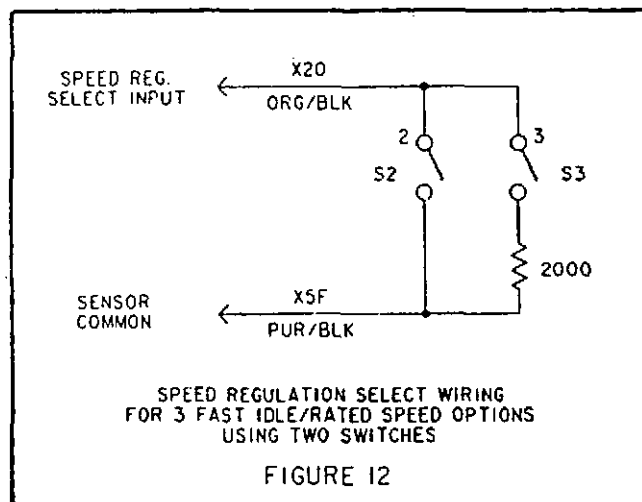 SPEED REG.
SELECT INPUT
X20
ORG/BLK
2
3
S2
S3
2000
SENSOR
COMMON
X5F
PUR/BLK
SPEED REGULATION SELECT WIRING
FOR 3 FAST IDLE/RATED SPEED OPTIONS
USING TWO SWITCHES
FIGURE 12